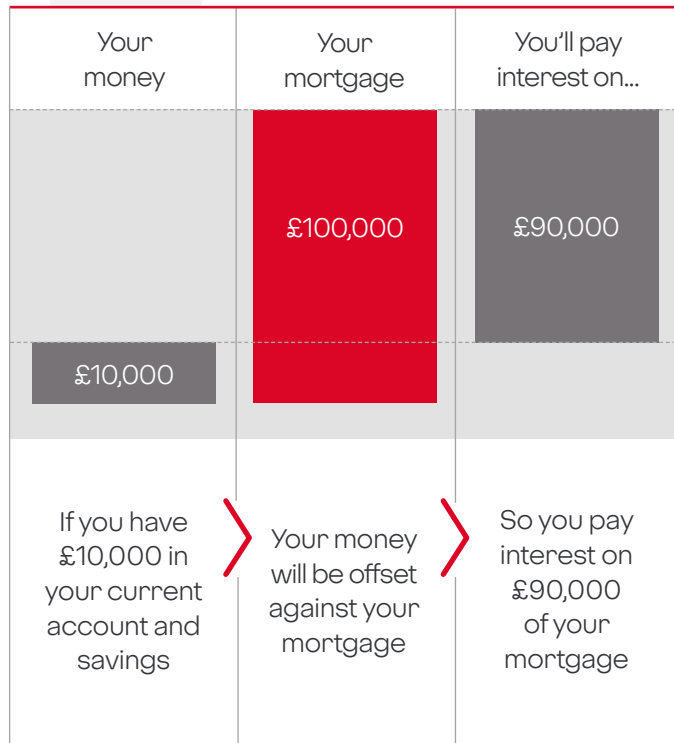 Your
money
Your
mortgage
You'll pay
interest on...
£100,000
£90,000
£10,000
If you have
£10,000 in
your current
account and
savings
Your money
will be offset
against your
mortgage
So you pay
interest on
£90,000
of your
mortgage